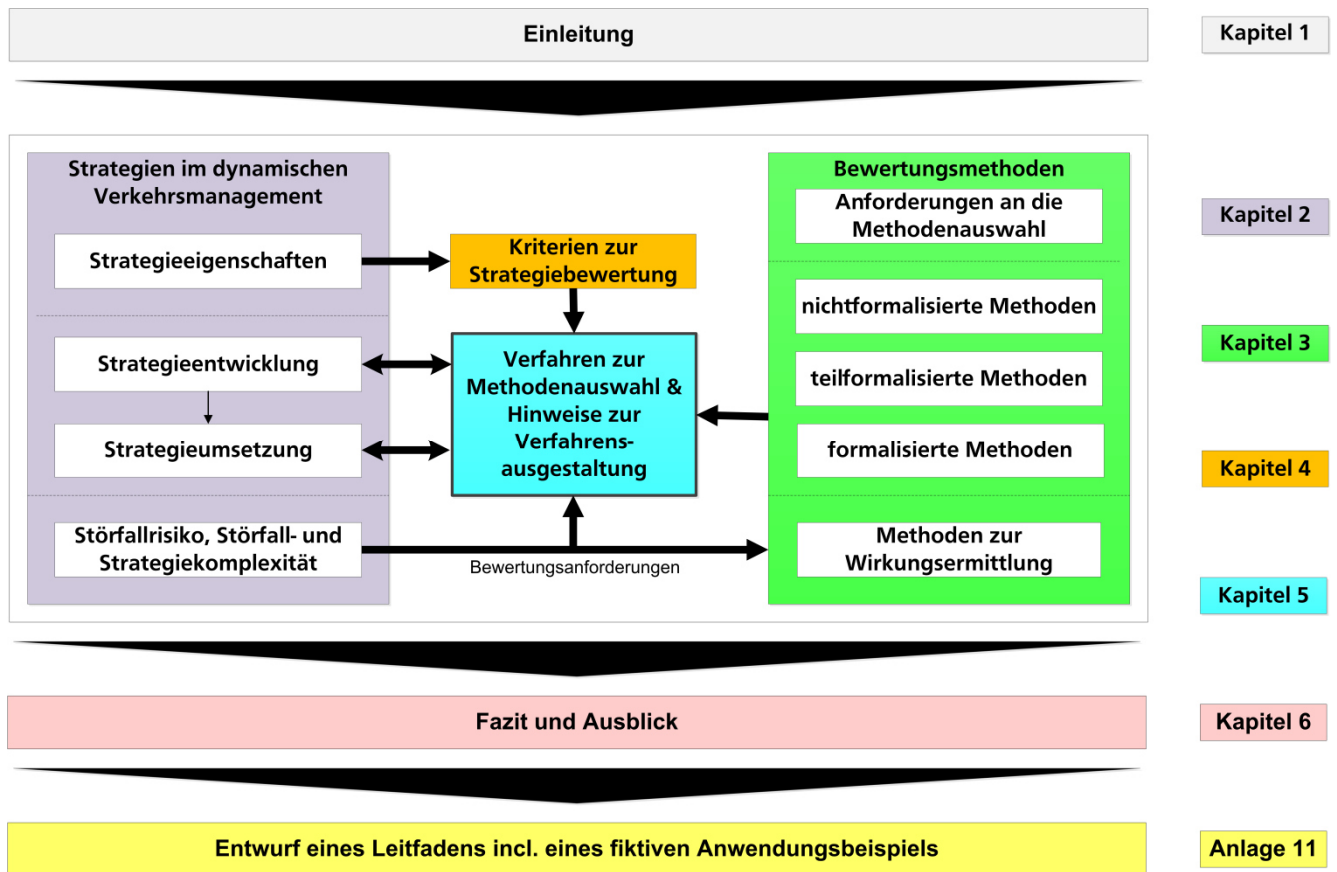 Einleitung
Kapitel 1
Strategien im dynamischen
Verkehrsmanagement
Strategieeigenschaften
Strategieentwicklung
Strategieumsetzung
Störfallrisiko, Störfall- und
Strategiekomplexität
Kriterien zur
Strategiebewertung
Verfahren zur
Methodenauswahl &
Hinweise zur
Verfahrens-
ausgestaltung
Bewertungsanforderungen
Bewertungsmethoden
Anforderungen an die
Methodenauswahl
nichtformalisierte Methoden
teilformalisierte Methoden
formalisierte Methoden
Methoden zur
Wirkungsermittlung
Kapitel 2
Kapitel 3
Kapitel 4
Kapitel 5
Fazit und Ausblick
Kapitel 6
Entwurf eines Leitfadens incl. eines fiktiven Anwendungsbeispiels
Anlage 11